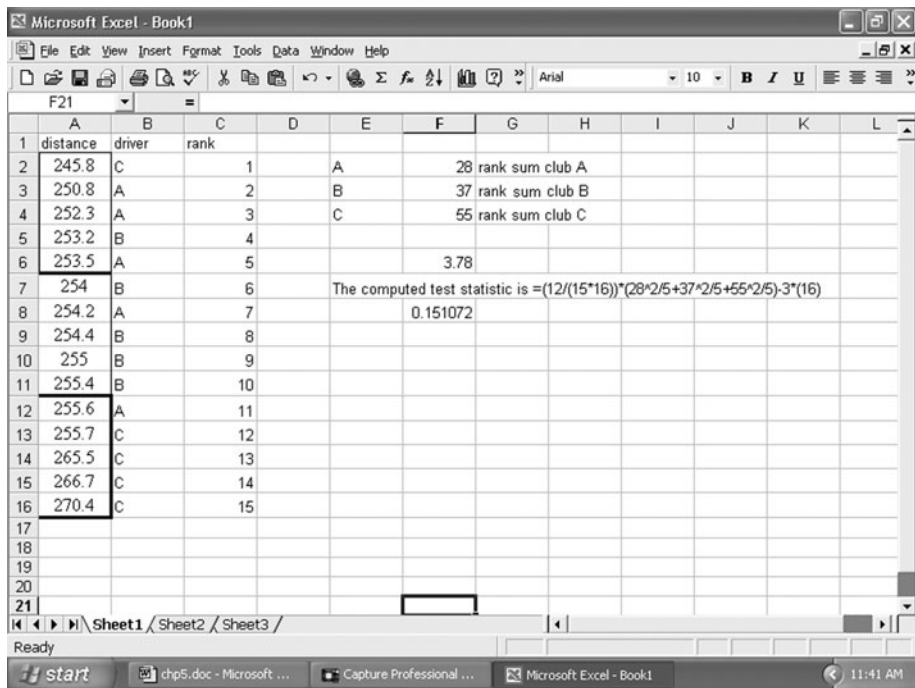 Microsoft Excel - Book1
File Edit View Insert Format Tools Data Window Help
Arial 10 B I U
F21 =
A B C D E F G H I J K L
1 distance driver rank
2 245.8 C 1 A 28 rank sum club A
3 250.8 A 2 B 37 rank sum club B
4 252.3 A 3 C 55 rank sum club C
5 253.2 B 4
6 253.5 A 5 3.78
7 254 B 6 The computed test statistic is =(12/(15*16))*(28^2/5+37^2/5+55^2/5)-3*(16)
8 254.2 A 7 0.151072
9 254.4 B 8
10 255 B 9
11 255.4 B 10
12 255.6 A 11
13 255.7 C 12
14 265.5 C 13
15 266.7 C 14
16 270.4 C 15
17
18
19
20
21
Sheet1 Sheet2 Sheet3
Ready
start chp5.doc - Microsoft ... Capture Professional ... Microsoft Excel - Book1 11:41 AM